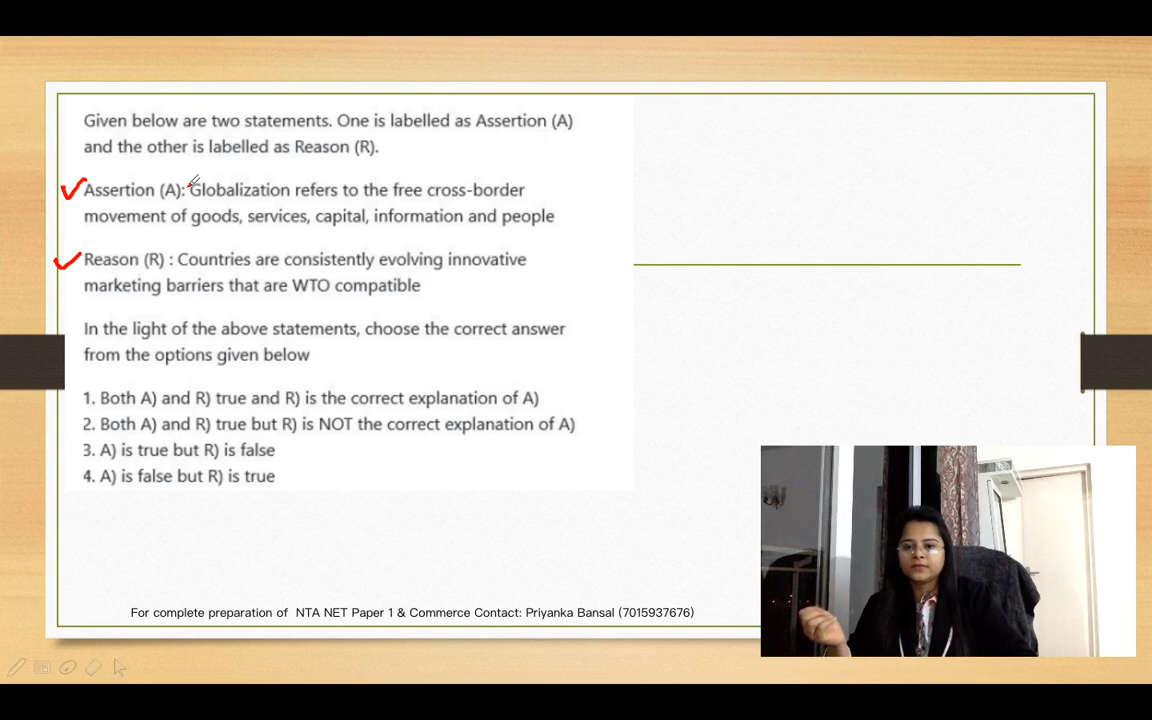 Given below are two statements. One is labelled as Assertion (A)
and the other is labelled as Reason (R).
Assertion (A): Globalization refers to the free cross-border
movement of goods, services, capital, information and people
Reason (R) : Countries are consistently evolving innovative
marketing barriers that are WTO compatible
In the light of the above statements, choose the correct answer
from the options given below
1. Both A) and R) true and R) is the correct explanation of A)
2. Both A) and R) true but R) is NOT the correct explanation of A)
3. A) is true but R) is false
4. A) is false but R) is true
For complete preparation of NTA NET Paper 1 & Commerce Contact: Priyanka Bansal (7015937676)